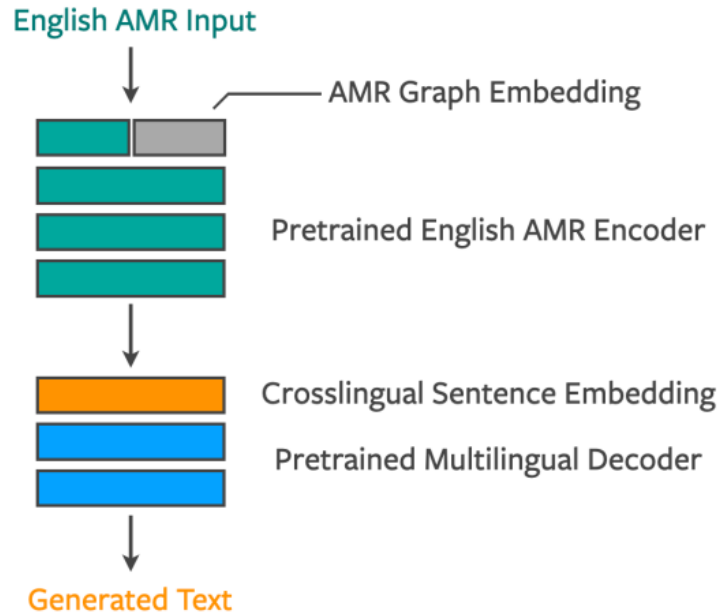 English AMR Input
AMR Graph Embedding
Pretrained English AMR Encoder
Crosslingual Sentence Embedding
Pretrained Multilingual Decoder
Generated Text